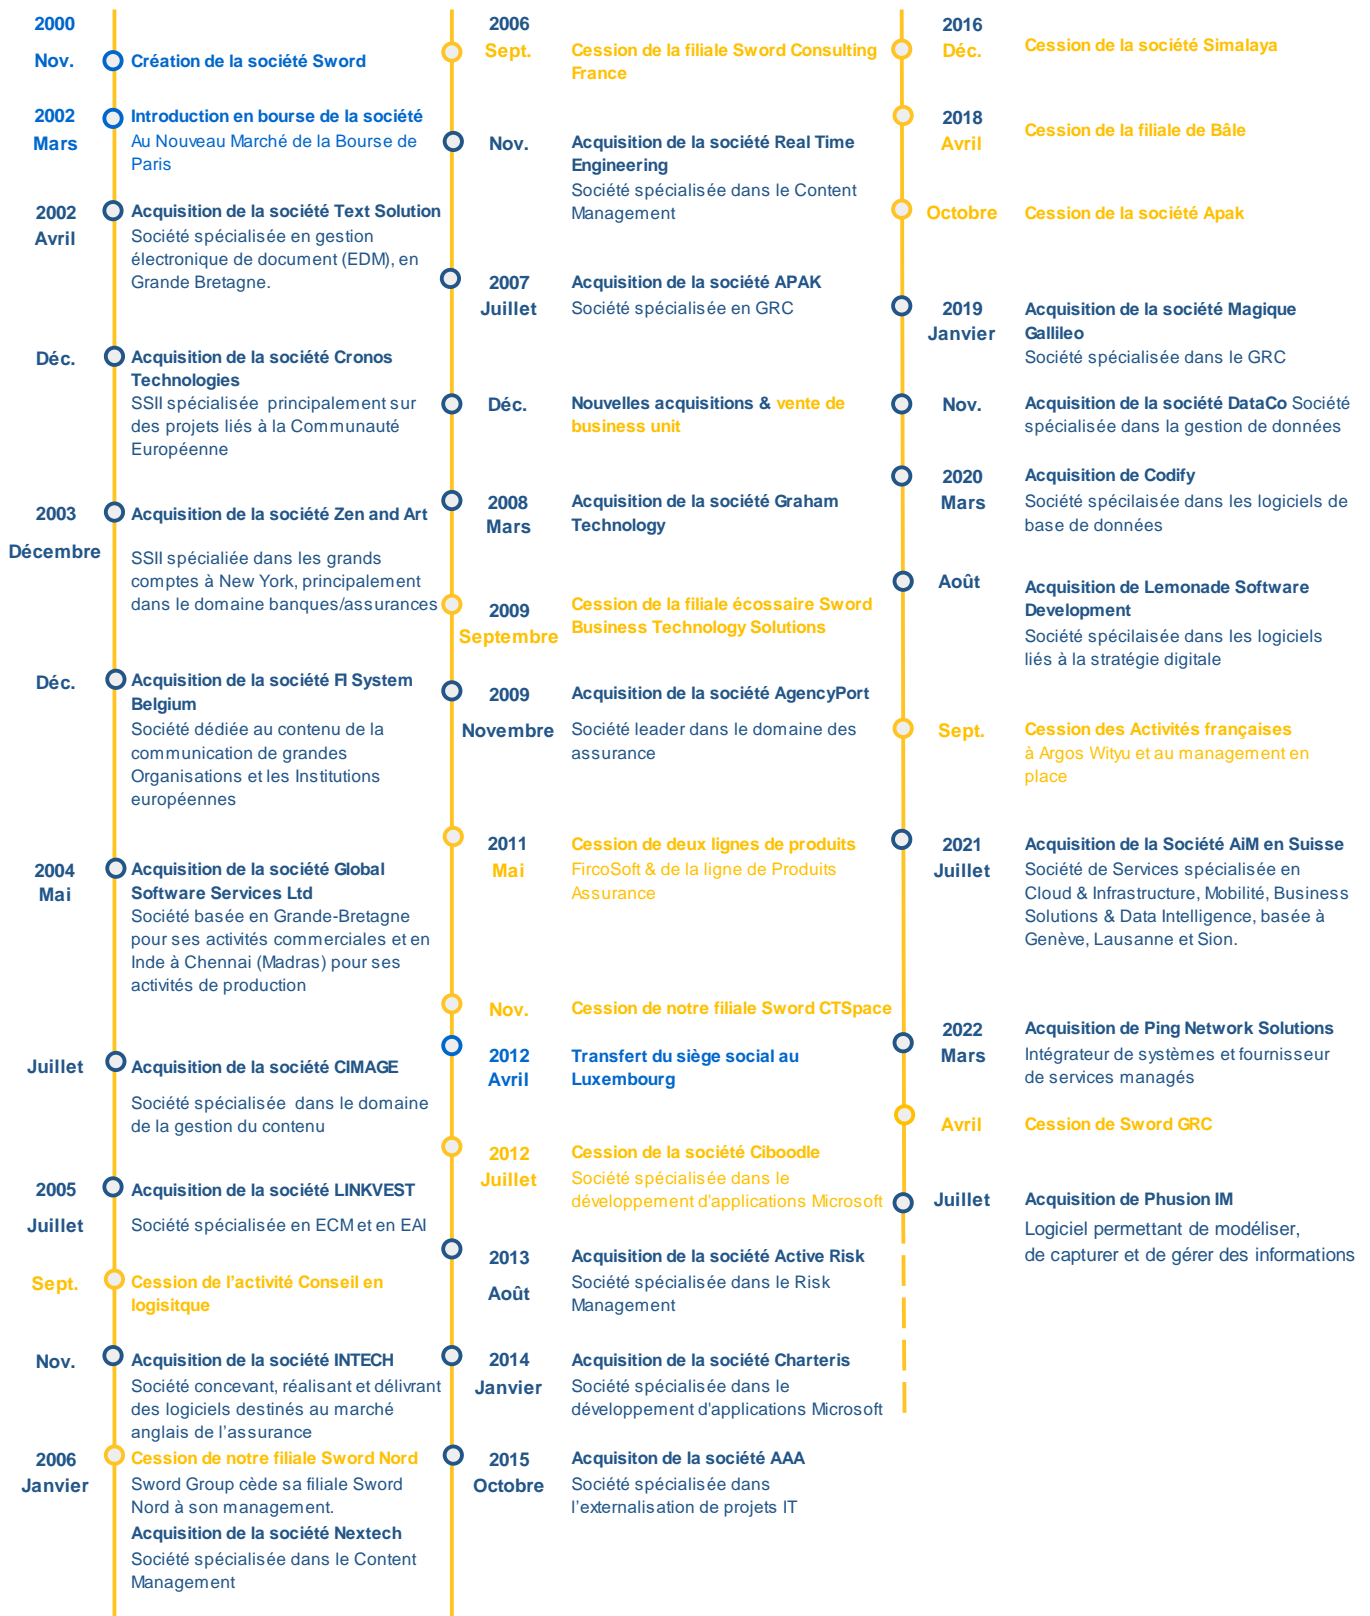 2000
Nov.
Création de la société Sword
2002
Mars
Introduction en bourse de la société
Au Nouveau Marché de la Bourse de
Paris
2002
Avril
Acquisition de la société Text Solution
Société spécialisée en gestion
électronique de document (EDM), en
Grande Bretagne.
Déc.
Acquisition de la société Cronos
Technologies
SSII spécialisée principalement sur
des projets liés à la Communauté
Européenne
2003
Décembre
Acquisition de la société Zen and Art
SSII spécialiée dans les grands
comptes à New York, principalement
dans le domaine banques/assurances
Déc.
Acquisition de la société FI System
Belgium
Société dédiée au contenu de la
communication de grandes
Organisations et les Institutions
européennes
2004
Mai
Acquisition de la société Global
Software Services Ltd
Société basée en Grande-Bretagne
pour ses activités commerciales et en
Inde à Chennai (Madras) pour ses
activités de production
Juillet
Acquisition de la société CIMAGE
Société spécialisée dans le domaine
de la gestion du contenu
2005
Juillet
Acquisition de la société LINKVEST
Société spécialisée en ECM et en EAI
Sept.
Cession de l’activité Conseil en
logisitque
Nov.
Acquisition de la société INTECH
Société concevant, réalisant et délivrant
des logiciels destinés au marché
anglais de l’assurance
2006
Janvier
Cession de notre filiale Sword Nord
Sword Group cède sa filiale Sword
Nord à son management.
Acquisition de la société Nextech
Société spécialisée dans le Content
Management
2006
Sept.
Cession de la filiale Sword Consulting
France
Nov.
Acquisition de la société Real Time
Engineering
Société spécialisée dans le Content
Management
2007
Juillet
Acquisition de la société APAK
Société spécialisée en GRC
Déc.
Nouvelles acquisitions & vente de
business unit
2008
Mars
Acquisition de la société Graham
Technology
2009
Septembre
Cession de la filiale écossaire Sword
Business Technology Solutions
2009
Novembre
Acquisition de la société AgencyPort
Société leader dans le domaine des
assurance
2011
Mai
Cession de deux lignes de produits
FircoSoft & de la ligne de Produits
Assurance
Nov.
Cession de notre filiale Sword CTSpace
2012
Avril
Transfert du siège social au
Luxembourg
2012
Juillet
Cession de la société Ciboodle
Société spécialisée dans le
développement d'applications Microsoft
2013
Août
Acquisition de la société Active Risk
Société spécialisée dans le Risk
Management
2014
Janvier
Acquisition de la société Charteris
Société spécialisée dans le
développement d'applications Microsoft
2015
Octobre
Acquisiton de la société AAA
Société spécialisée dans
l’externalisation de projets IT
2016
Déc.
Cession de la société Simalaya
2018
Avril
Cession de la filiale de Bâle
Octobre
Cession de la société Apak
2019
Janvier
Acquisition de la société Magique
Gallileo
Société spécialisée dans le GRC
Nov.
Acquisition de la société DataCo Société
spécialisée dans la gestion de données
2020
Mars
Acquisition de Codify
Société spécilaisée dans les logiciels de
base de données
Août
Acquisition de Lemonade Software
Development
Société spécilaisée dans les logiciels
liés à la stratégie digitale
Sept.
Cession des Activités françaises
à Argos Wityu et au management en
place
2021
Juillet
Acquisition de la Société AiM en Suisse
Société de Services spécialisée en
Cloud & Infrastructure, Mobilité, Business
Solutions & Data Intelligence, basée à
Genève, Lausanne et Sion.
2022
Mars
Acquisition de Ping Network Solutions
Intégrateur de systèmes et fournisseur
de services managés
Avril
Cession de Sword GRC
Juillet
Acquisition de Phusion IM
Logiciel permettant de modéliser,
de capturer et de gérer des informations